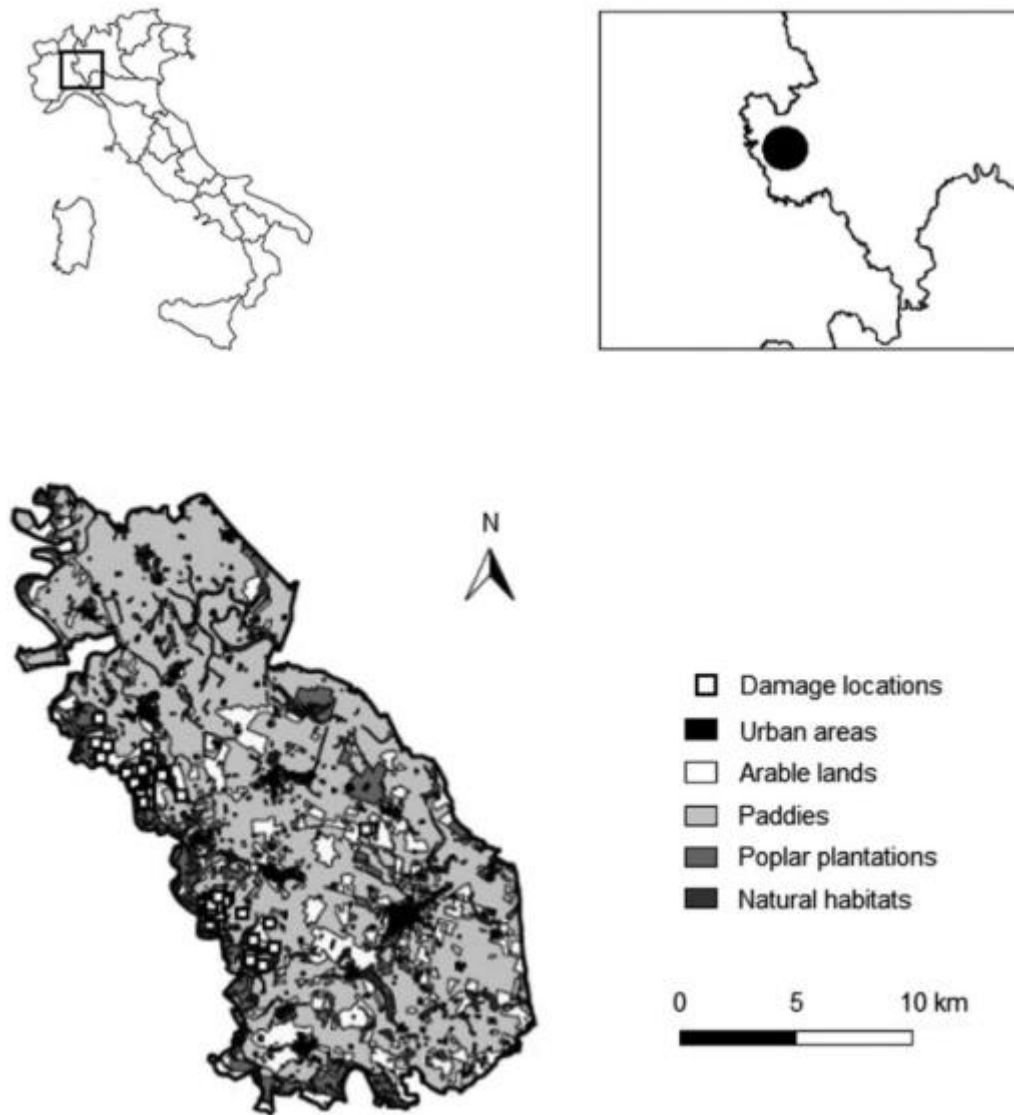 N
Damage locations
Urban areas
Arable lands
Paddies
Poplar plantations
Natural habitats
0 5 10 km